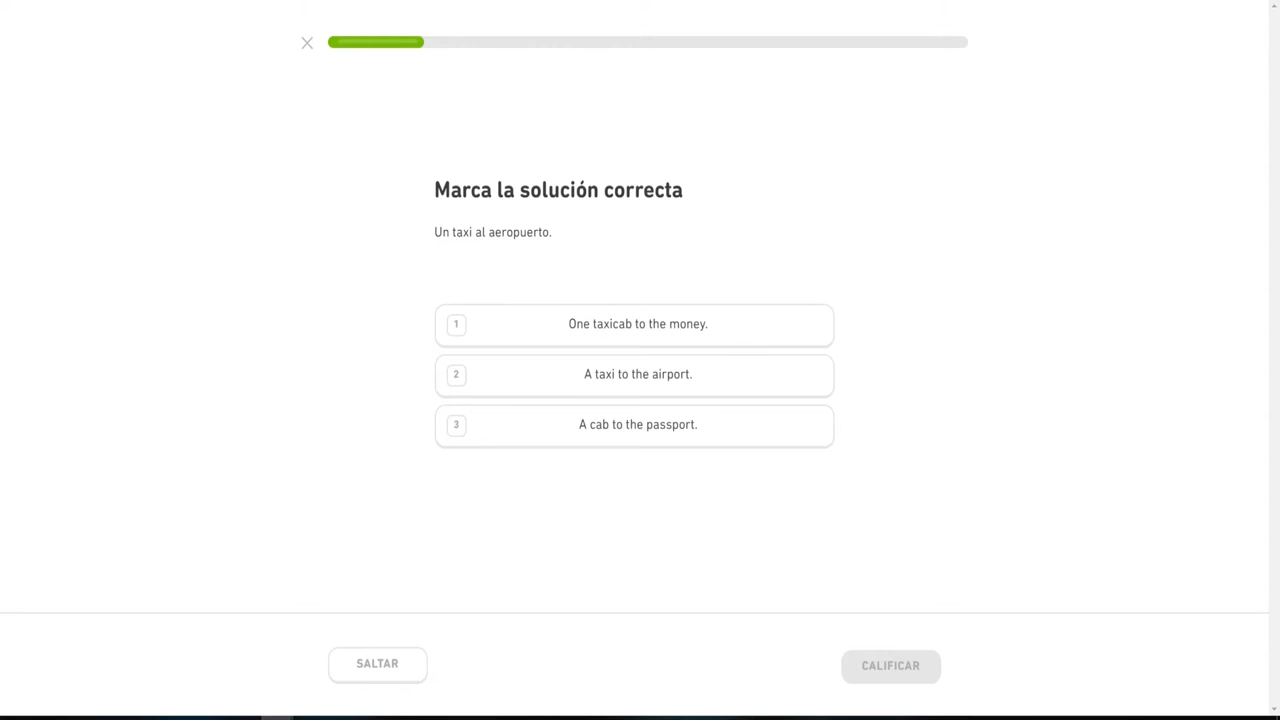 Marca la solución correcta
Un taxi al aeropuerto.
1 One taxicab to the money.
2 A taxi to the airport.
3 A cab to the passport.
SALTAR
CALIFICAR